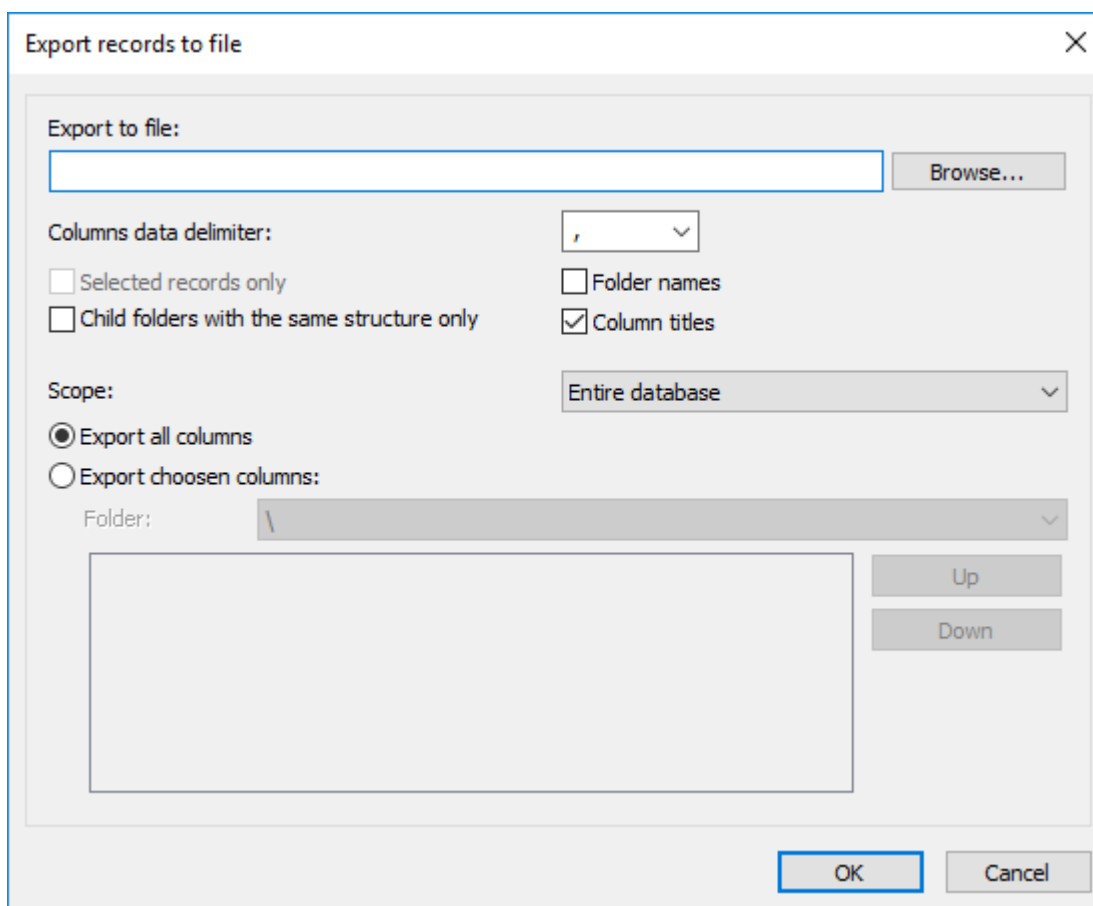 Export records to file
Export to file:
Browse...
Columns data delimiter:
,
Selected records only
Folder names
Child folders with the same structure only
Column titles
Scope:
Entire database
Export all columns
Export choosen columns:
Folder:
\
Up
Down
OK
Cancel